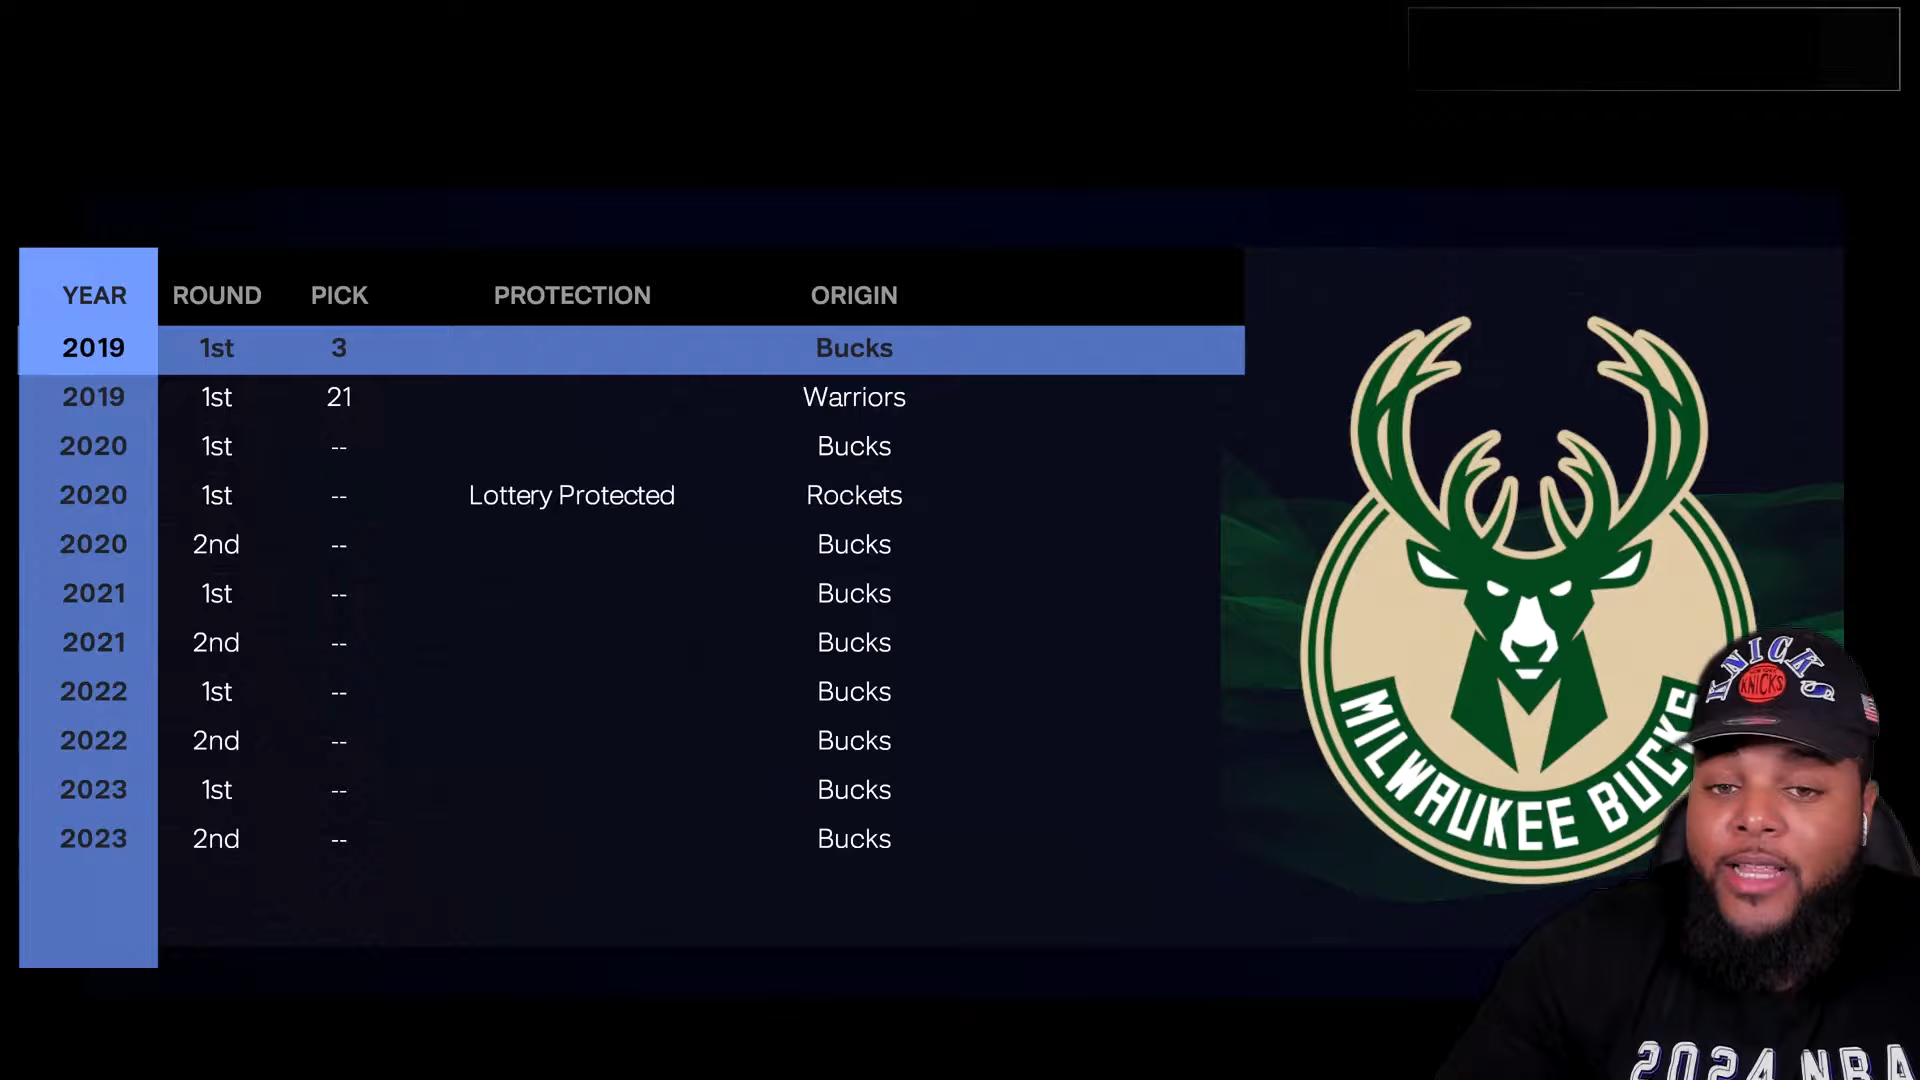 YEAR ROUND PICK PROTECTION ORIGIN
2019 1st 3 Bucks
2019 1st 21 Warriors
2020 1st -- Bucks
2020 1st -- Lottery Protected Rockets
2020 2nd -- Bucks
2021 1st -- Bucks
2021 2nd -- Bucks
2022 1st -- Bucks
2022 2nd -- Bucks
2023 1st -- Bucks
2023 2nd -- Bucks
MILWAUKEE BUCKS
KNICKS
KNICKS
2024 NBA